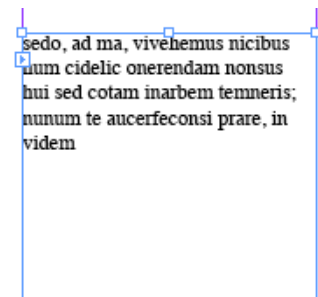 sedo, ad ma, vivehemus nicibus
num cidelic onerendam nonsus
hui sed cotam inarbem temneris;
nunum te aucerfeconsi prare, in
videm